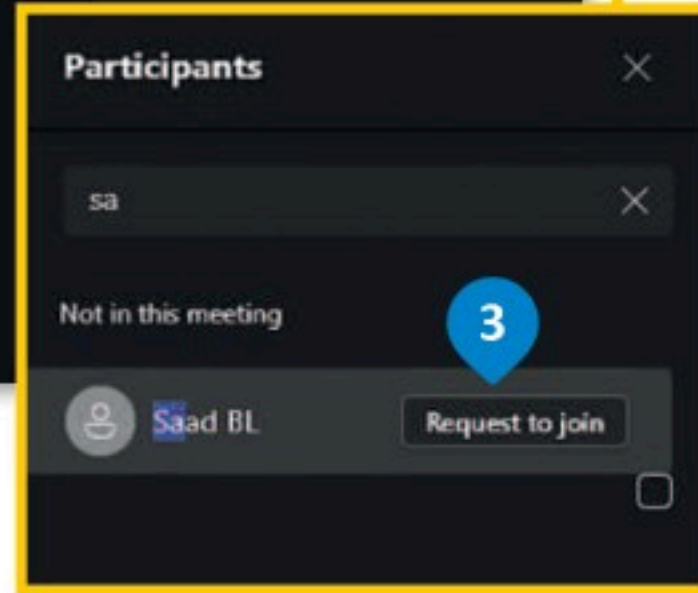 Participants
sa
Not in this meeting
3
Saad BL
Request to join